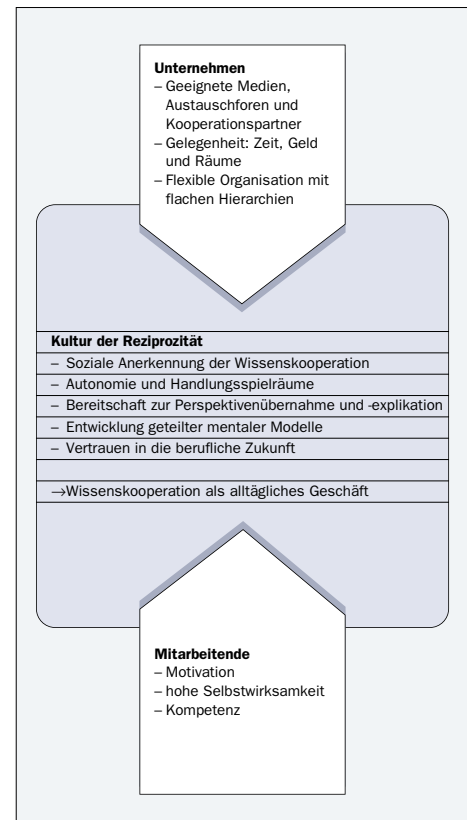 Unternehmen
– Geeignete Medien,
Austauschforen und
Kooperationspartner
– Gelegenheit: Zeit, Geld
und Räume
– Flexible Organisation mit
flachen Hierarchien
Kultur der Reziprozität
– Soziale Anerkennung der Wissenskooperation
– Autonomie und Handlungsspielräume
– Bereitschaft zur Perspektivenübernahme und -explikation
– Entwicklung geteilter mentaler Modelle
– Vertrauen in die berufliche Zukunft
→Wissenskooperation als alltägliches Geschäft
Mitarbeitende
– Motivation
– hohe Selbstwirksamkeit
– Kompetenz